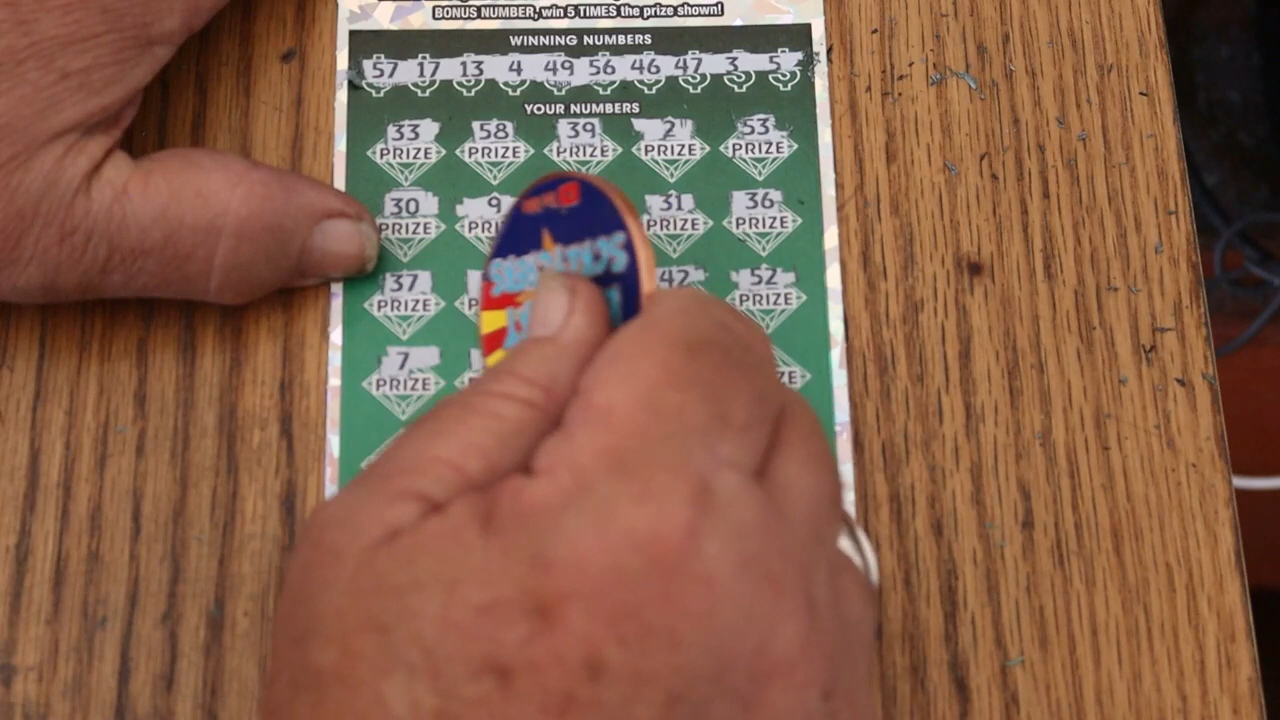 BONUS NUMBER, win 5 TIMES the prize shown!
WINNING NUMBERS
57 17 13 4 49 56 46 47 3 5
YOUR NUMBERS
33 58 39 2 53
PRIZE PRIZE PRIZE PRIZE PRIZE
30 9 31 36
PRIZE PRIZE PRIZE PRIZE
37 42 52
PRIZE PRIZE
7
PRIZE